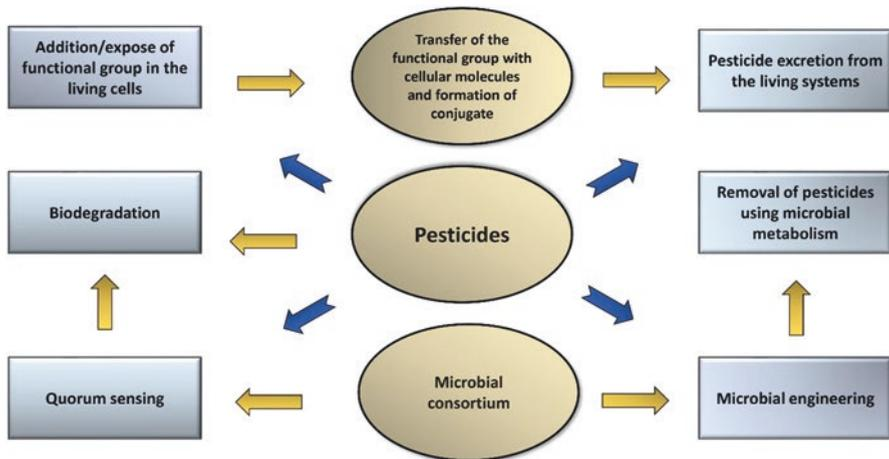 Addition/expose of
functional group in the
living cells
Transfer of the
functional group with
cellular molecules
and formation of
conjugate
Pesticide excretion from
the living systems
Biodegradation
Pesticides
Removal of pesticides
using microbial
metabolism
Quorum sensing
Microbial
consortium
Microbial engineering